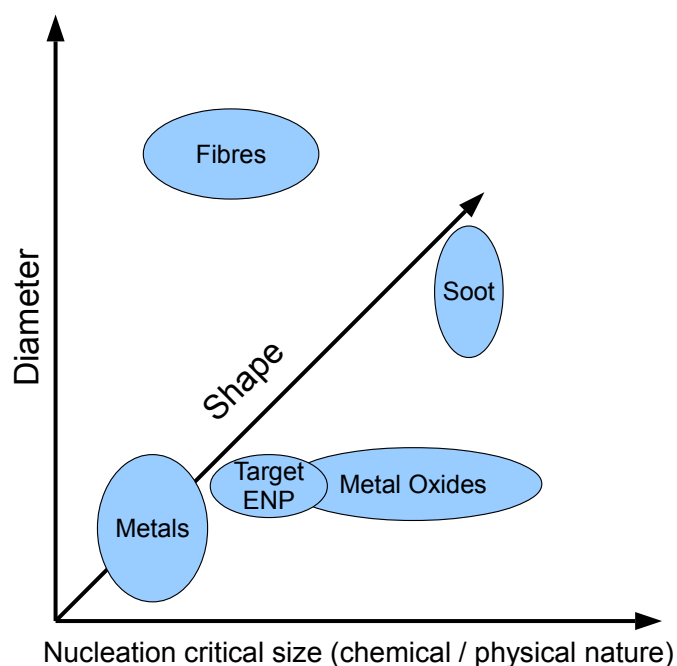 Fibres
Diameter
Soot
Shape
Target
ENP
Metal Oxides
Metals
Nucleation critical size (chemical / physical nature)